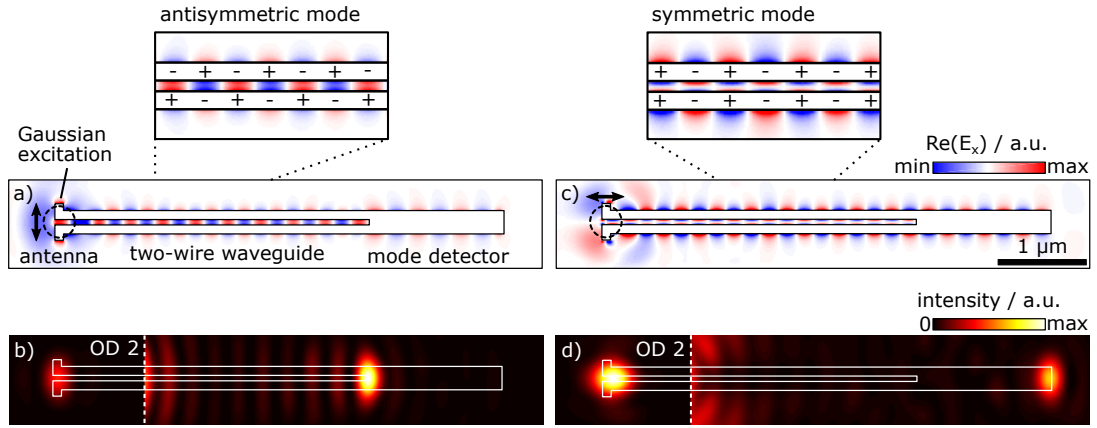 antisymmetric mode
symmetric mode
- + - + - + -
+ - + - + - +
+ - + - + - +
+ - + - + - +
Gaussian
excitation
Re(E_x) / a.u.
min max
a)
c)
antenna two-wire waveguide mode detector
1 µm
intensity / a.u.
0 max
b) OD 2
d) OD 2